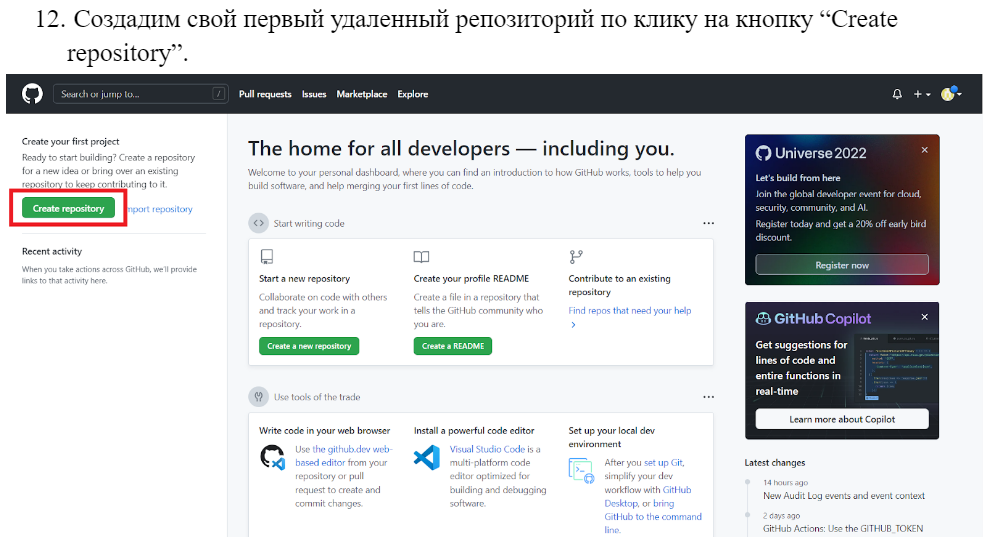 12. Создадим свой первый удаленный репозиторий по клику на кнопку “Create
repository”.
Search or jump to...
/
Pull requests
Issues
Marketplace
Explore
Create your first project
Ready to start building? Create a repository
for a new idea or bring over an existing
repository to keep contributing to it.
Create repository
mport repository
Recent activity
When you take actions across GitHub, we'll provide
links to that activity here.
The home for all developers — including you.
Welcome to your personal dashboard, where you can find an introduction to how GitHub works, tools to help you
build software, and help merging your first lines of code.
Start writing code
Start a new repository
Collaborate on code with others
and track your work in a
repository.
Create a new repository
Create your profile README
Create a file in a repository that
tells the GitHub community who
you are.
Create a README
Contribute to an existing
repository
Find repos that need your help
Use tools of the trade
Write code in your web browser
Use the github.dev web-
based editor from your
repository or pull
request to create and
commit changes.
Install a powerful code editor
Visual Studio Code is a
multi-platform code
editor optimized for
building and debugging
software.
Set up your local dev
environment
After you set up Git,
simplify your dev
workflow with GitHub
Desktop, or bring
GitHub to the command
line.
Universe 2022
Let's build from here
Join the global developer event for cloud,
security, community, and AI.
Register today and get a 20% off early bird
discount.
Register now
GitHub Copilot
Get suggestions for
lines of code and
entire functions in
real-time
Learn more about Copilot
Latest changes
14 hours ago
New Audit Log events and event context
2 days ago
GitHub Actions: Use the GITHUB_TOKEN